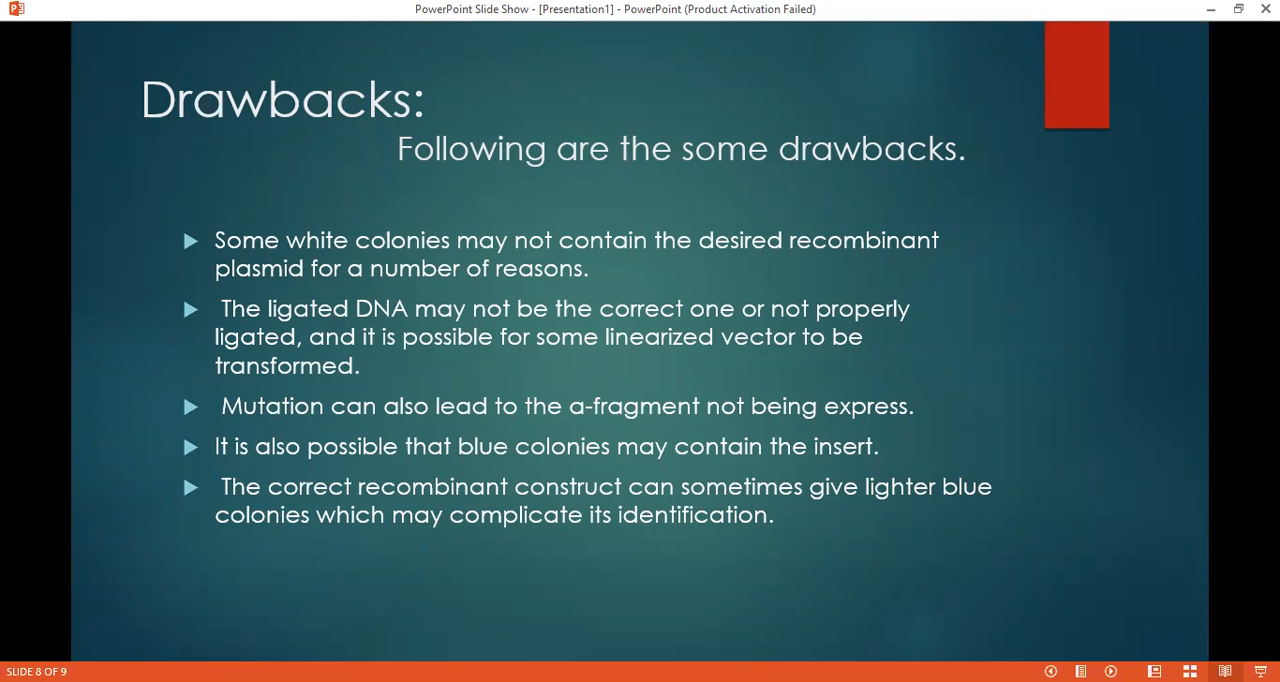 PowerPoint Slide Show - [Presentation1] - PowerPoint (Product Activation Failed)
Drawbacks:
Following are the some drawbacks.
Some white colonies may not contain the desired recombinant
plasmid for a number of reasons.
The ligated DNA may not be the correct one or not properly
ligated, and it is possible for some linearized vector to be
transformed.
Mutation can also lead to the a-fragment not being express.
It is also possible that blue colonies may contain the insert.
The correct recombinant construct can sometimes give lighter blue
colonies which may complicate its identification.
SLIDE 8 OF 9